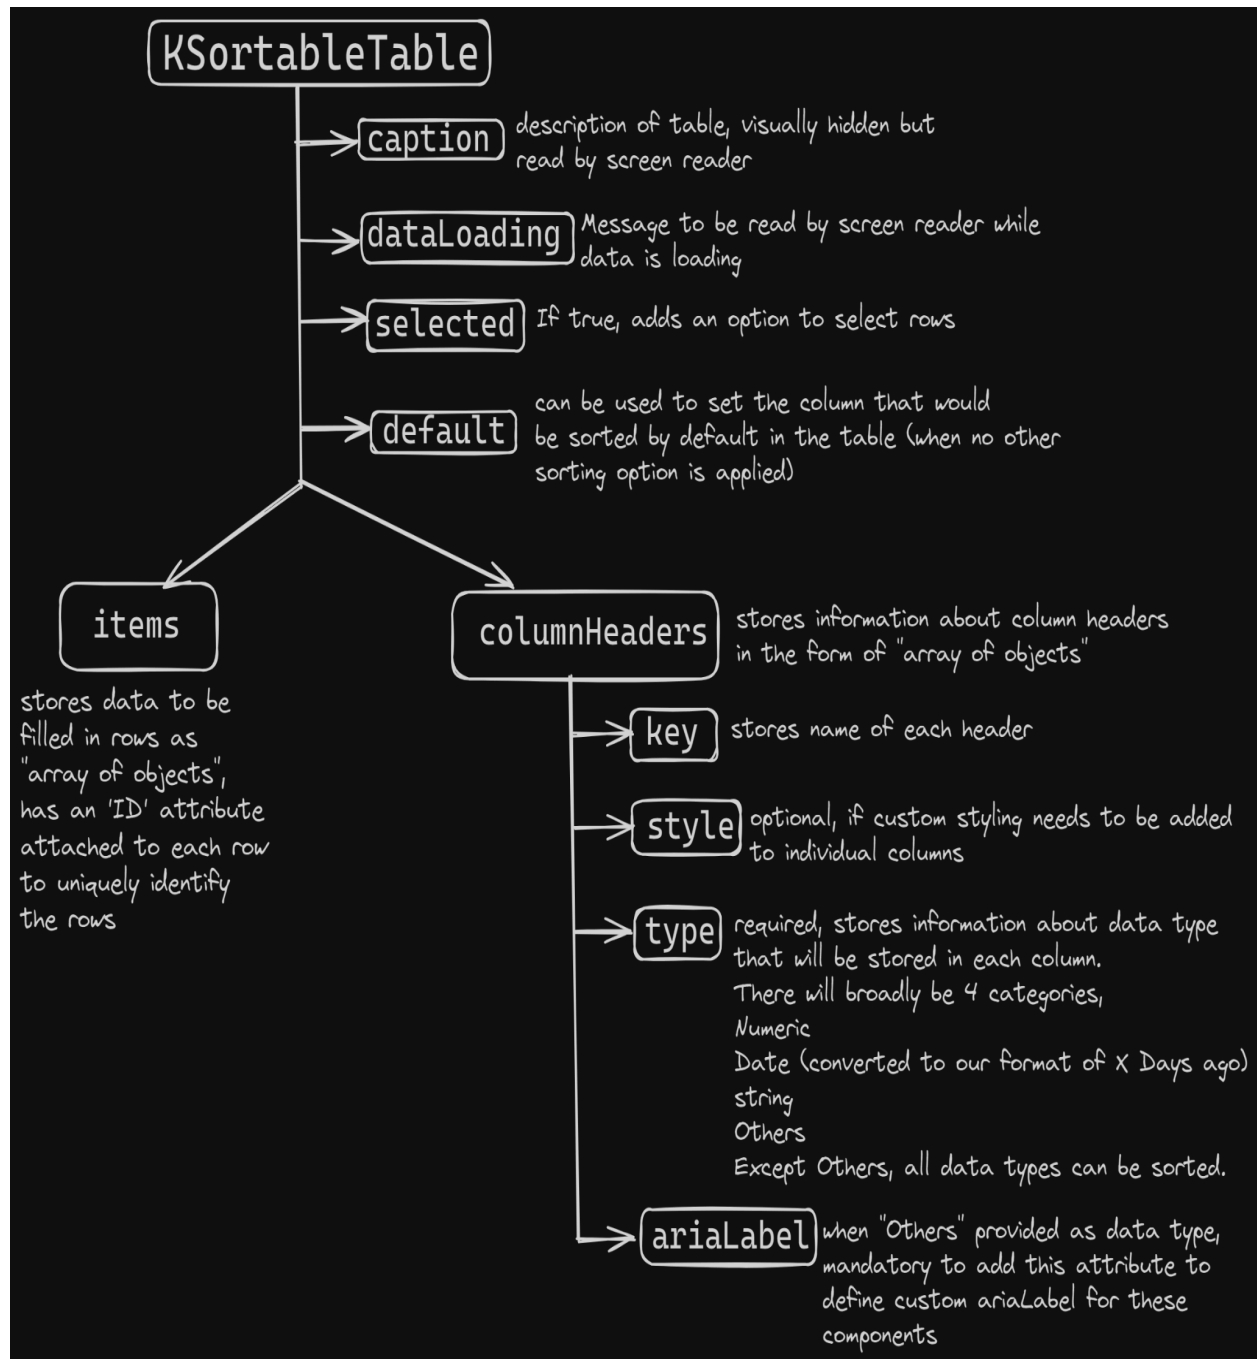 KSortableTable
caption
description of table, visually hidden but
read by screen reader
dataLoading
Message to be read by screen reader while
data is loading
selected
If true, adds an option to select rows
default
can be used to set the column that would
be sorted by default in the table (when no other
sorting option is applied)
items
stores data to be
filled in rows as
"array of objects",
has an 'ID' attribute
attached to each row
to uniquely identify
the rows
columnHeaders
stores information about column headers
in the form of "array of objects"
key
stores name of each header
style
optional, if custom styling needs to be added
to individual columns
type
required, stores information about data type
that will be stored in each column.
There will broadly be 4 categories,
Numeric
Date (converted to our format of X Days ago)
string
Others
Except Others, all data types can be sorted.
ariaLabel
when "Others" provided as data type,
mandatory to add this attribute to
define custom ariaLabel for these
components